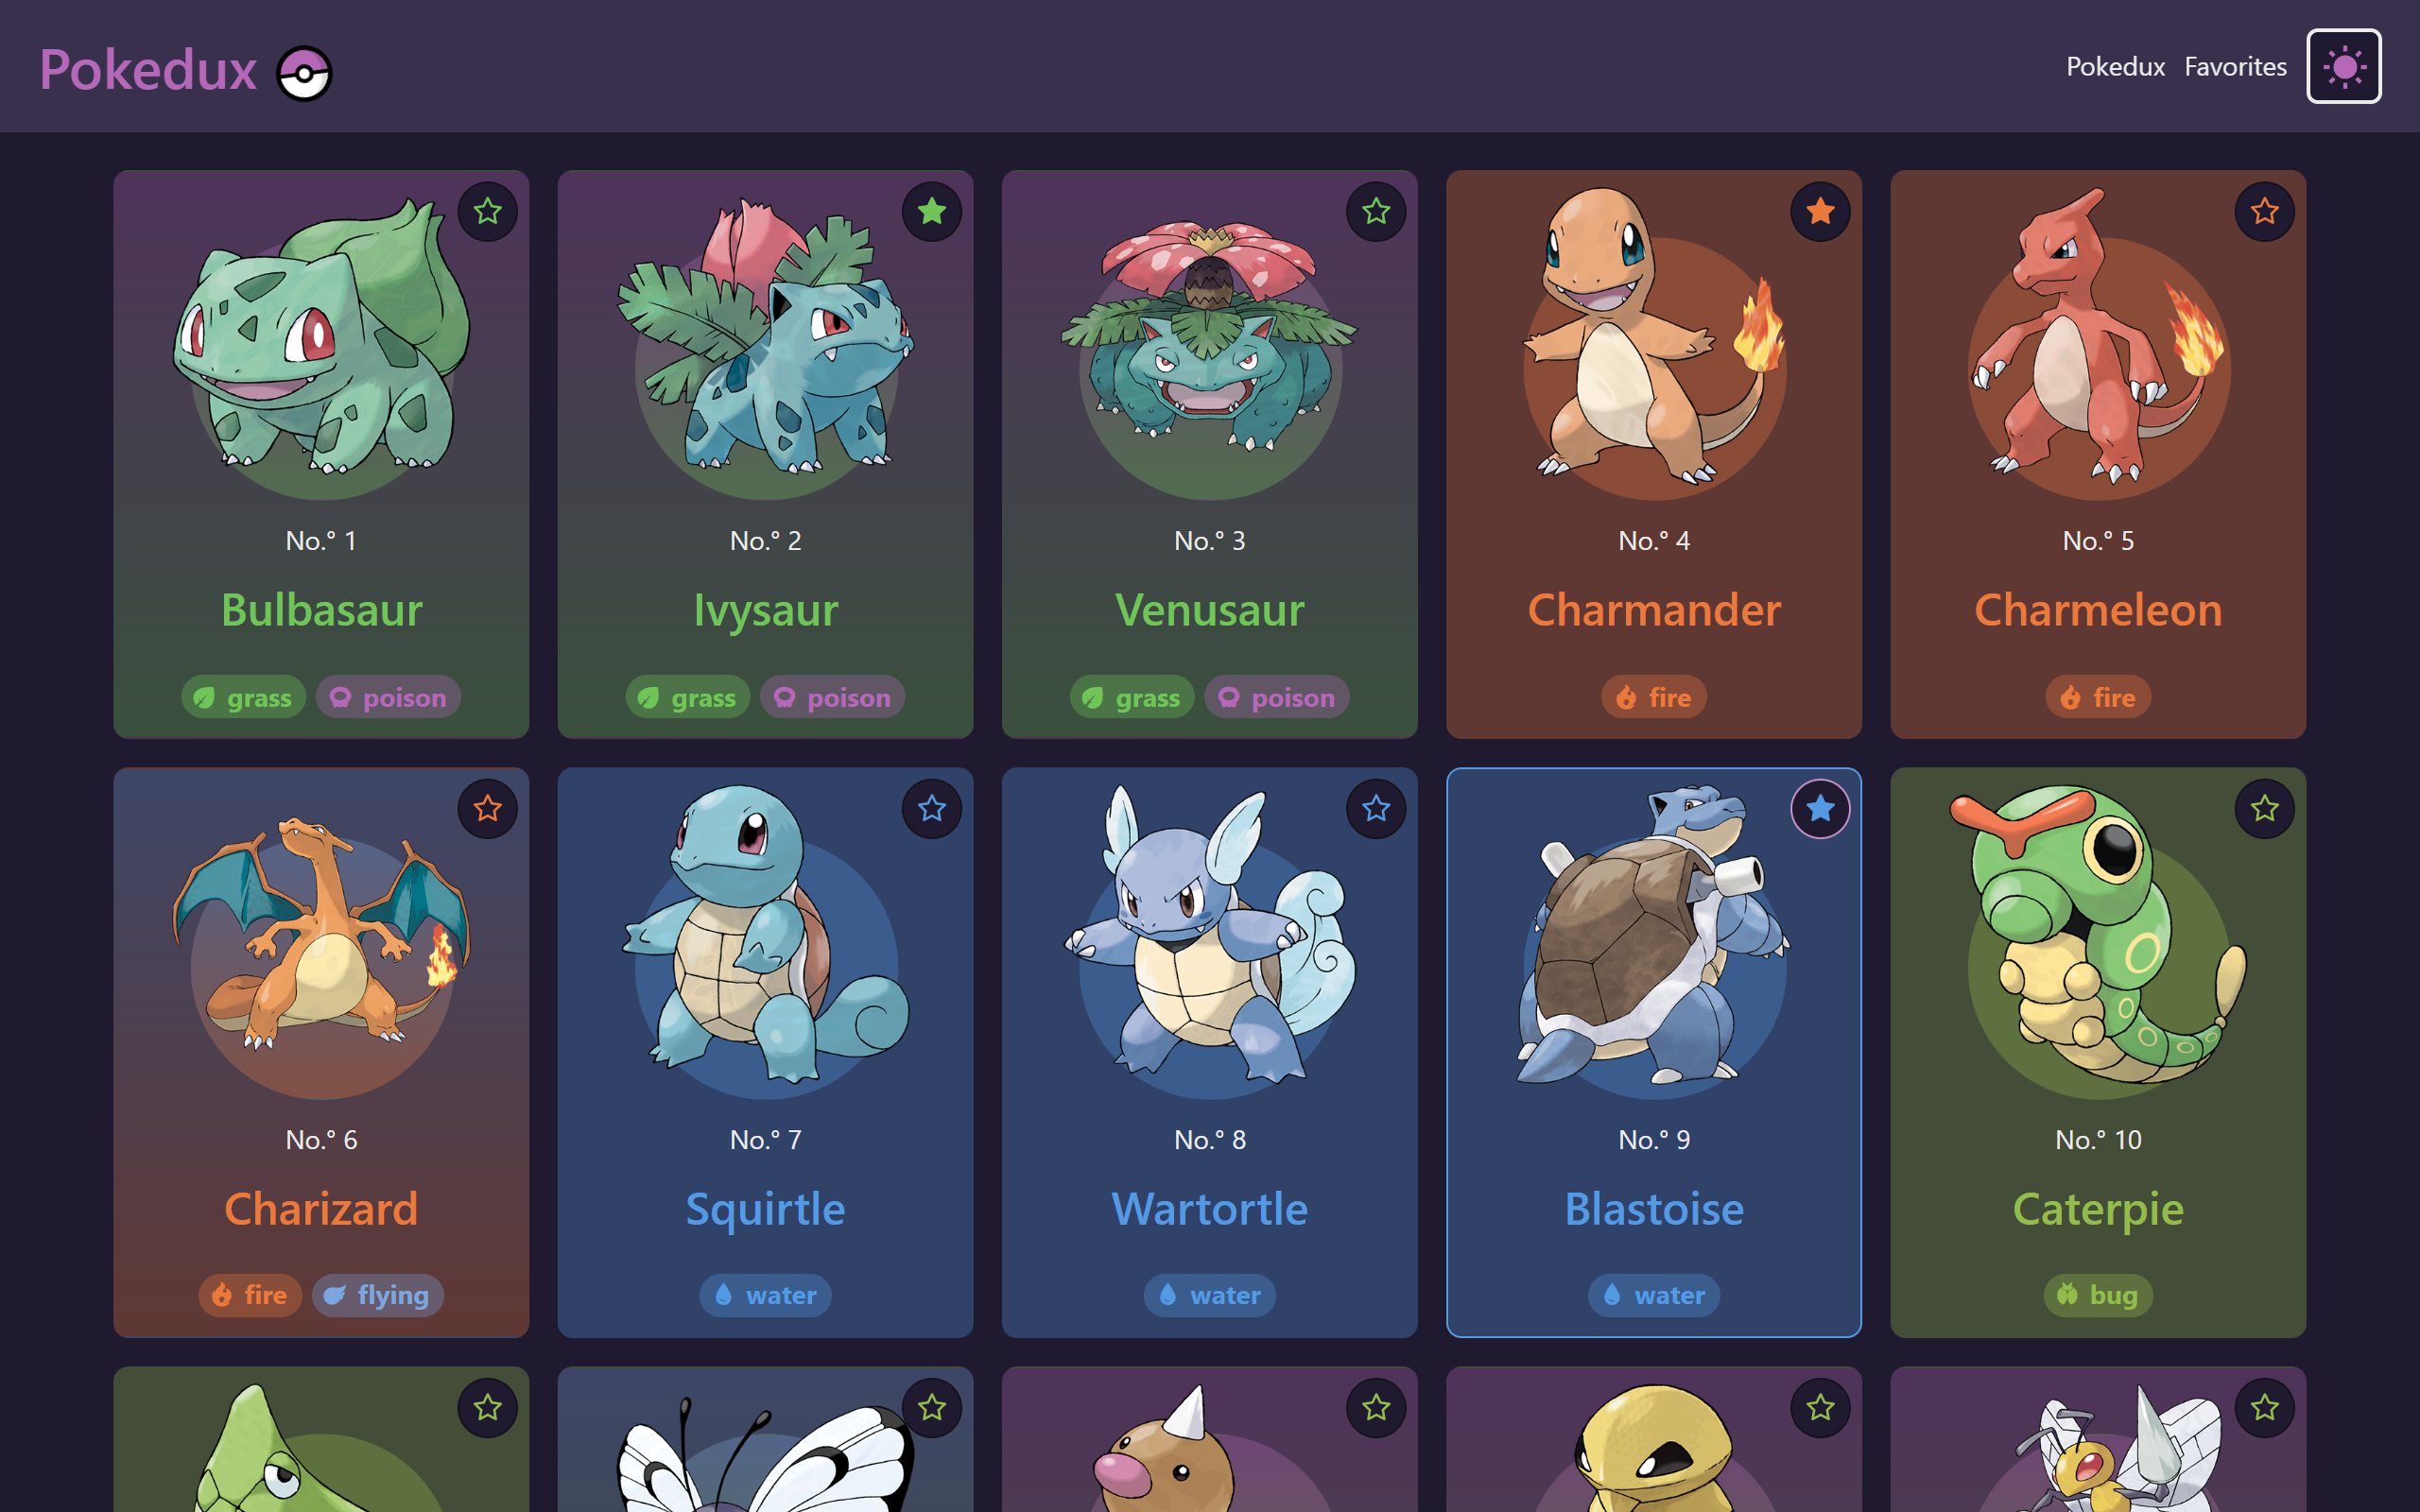 Pokedux
Pokedux Favorites
No.° 1
Bulbasaur
grass poison
No.° 2
Ivysaur
grass poison
No.° 3
Venusaur
grass poison
No.° 4
Charmander
fire
No.° 5
Charmeleon
fire
No.° 6
Charizard
fire flying
No.° 7
Squirtle
water
No.° 8
Wartortle
water
No.° 9
Blastoise
water
No.° 10
Caterpie
bug